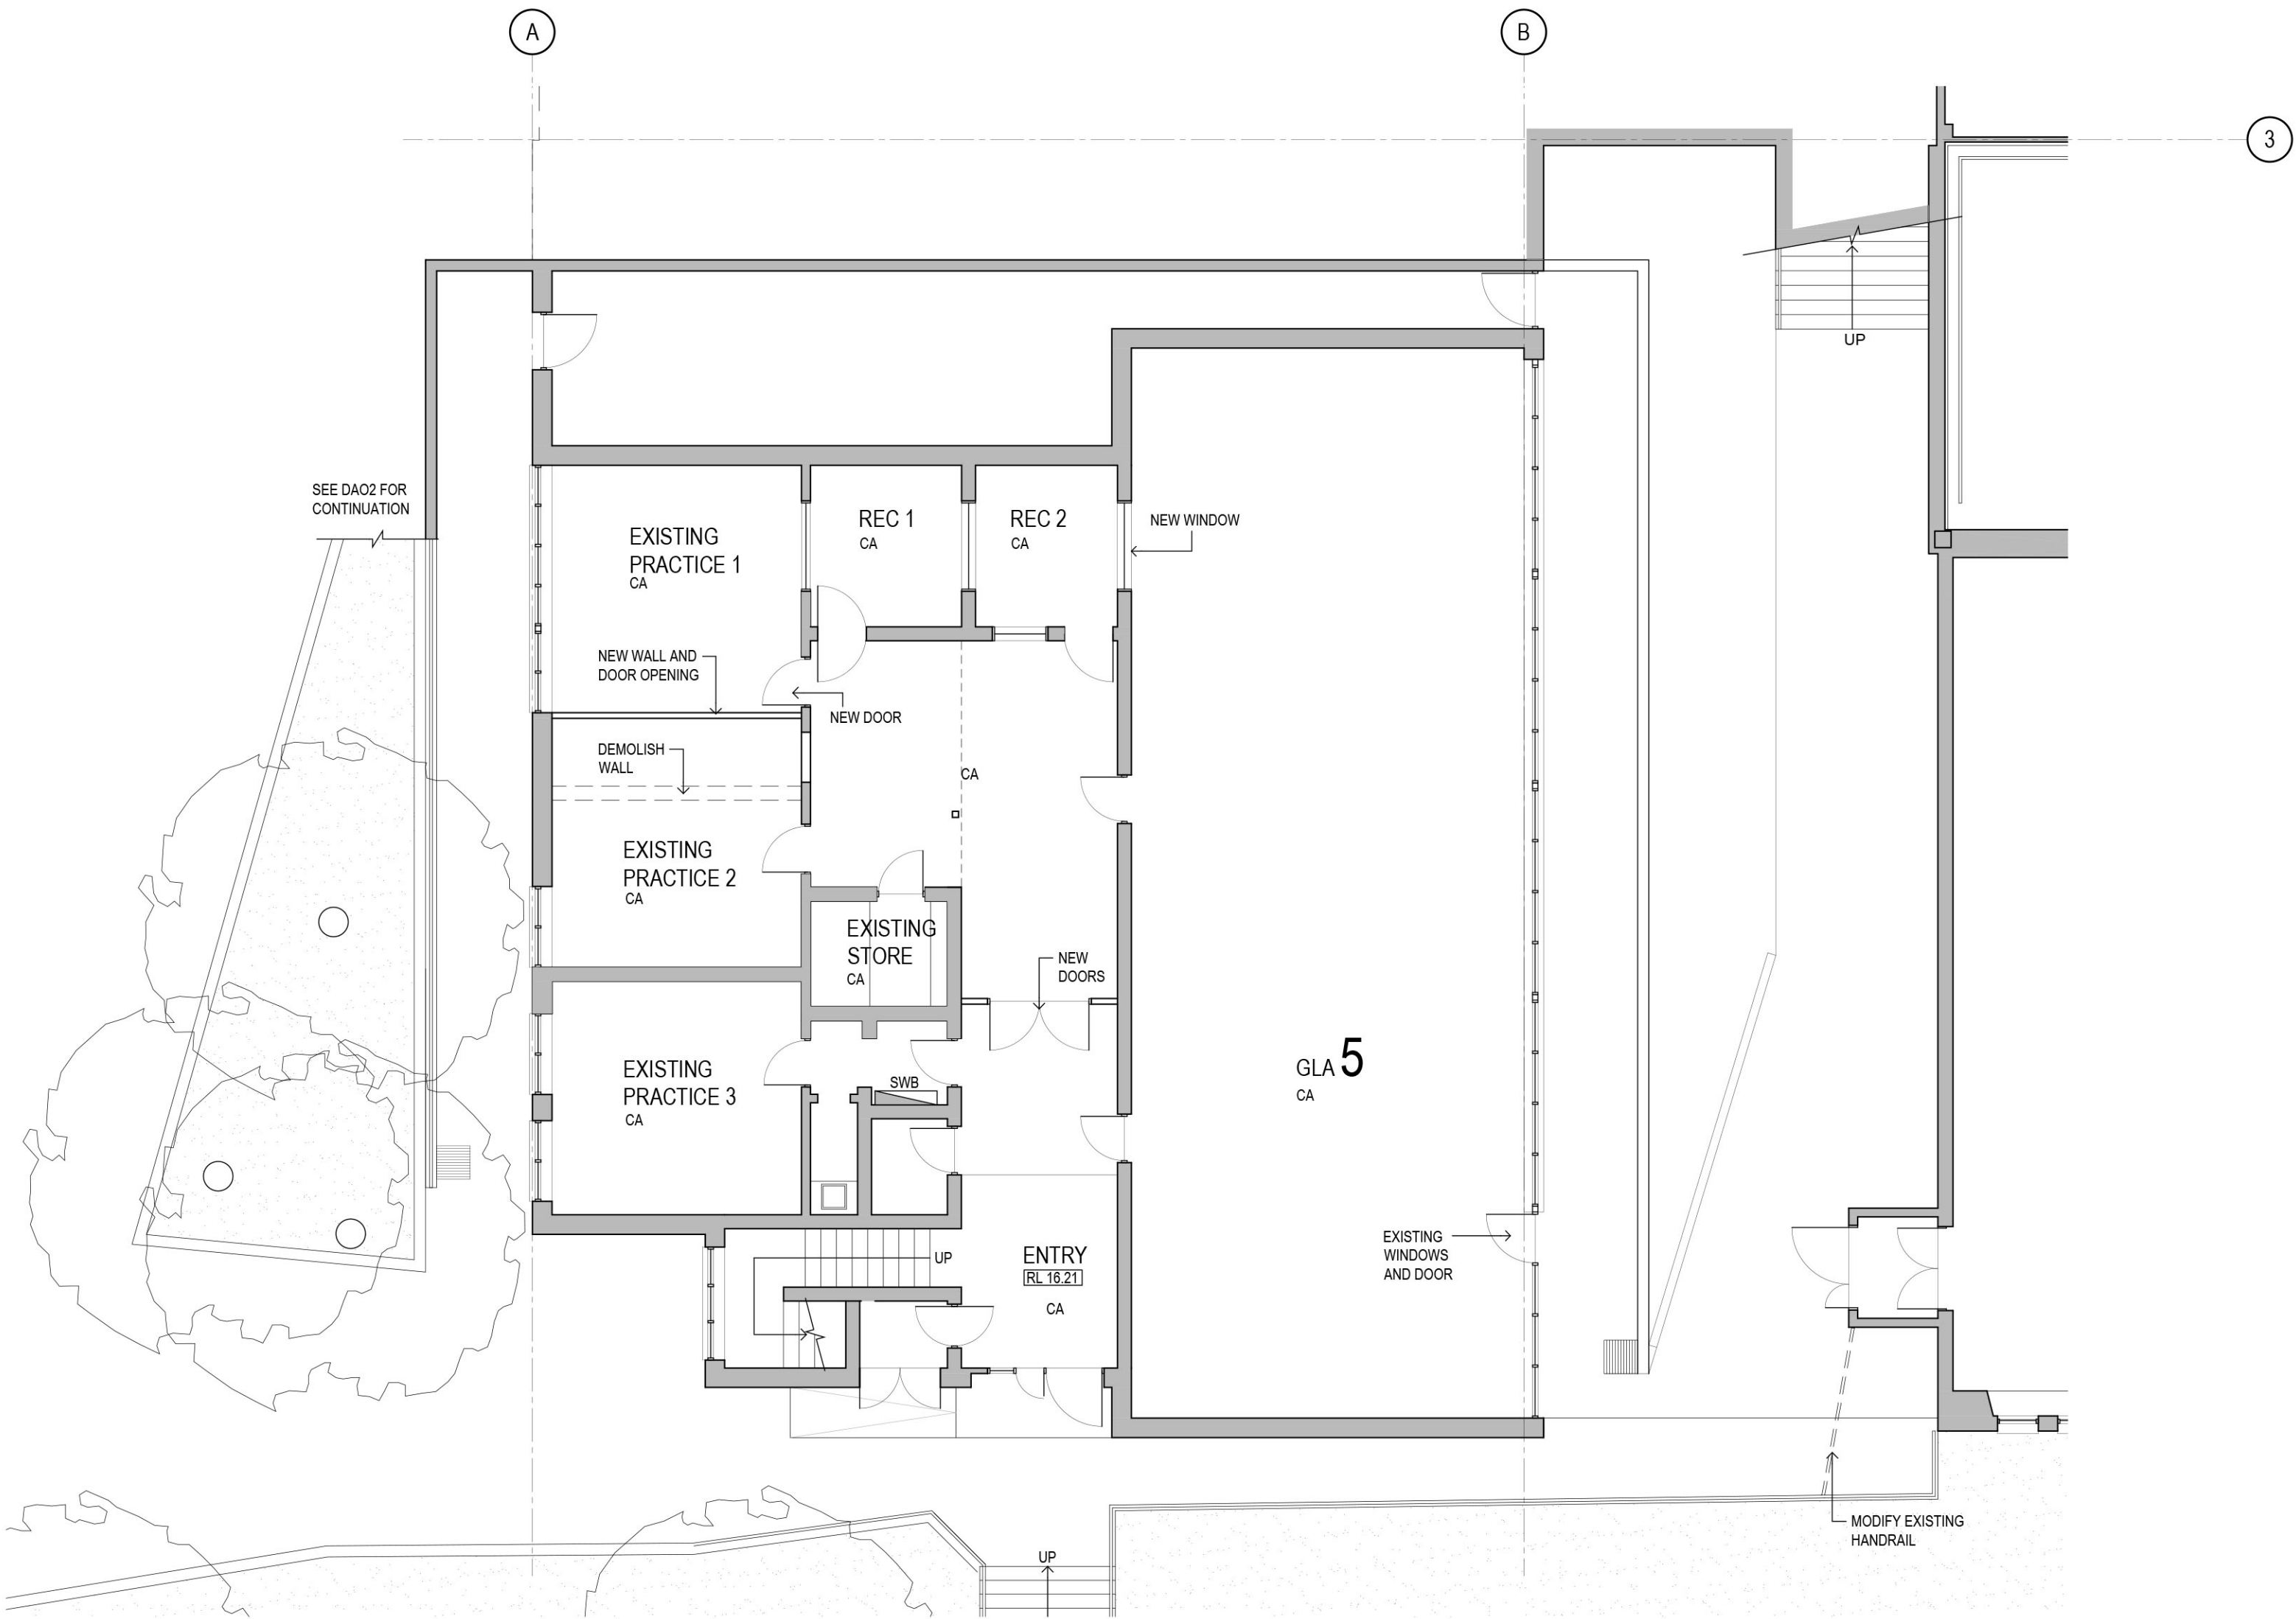 A
B
3
UP
SEE DAO2 FOR
CONTINUATION
EXISTING
PRACTICE 1
CA
REC 1
CA
REC 2
CA
NEW WINDOW
NEW WALL AND
DOOR OPENING
NEW DOOR
DEMOLISH
WALL
CA
EXISTING
PRACTICE 2
CA
EXISTING
STORE
CA
NEW
DOORS
EXISTING
PRACTICE 3
CA
SWB
GLA 5
CA
UP
ENTRY
RL 16.21
CA
EXISTING
WINDOWS
AND DOOR
MODIFY EXISTING
HANDRAIL
UP